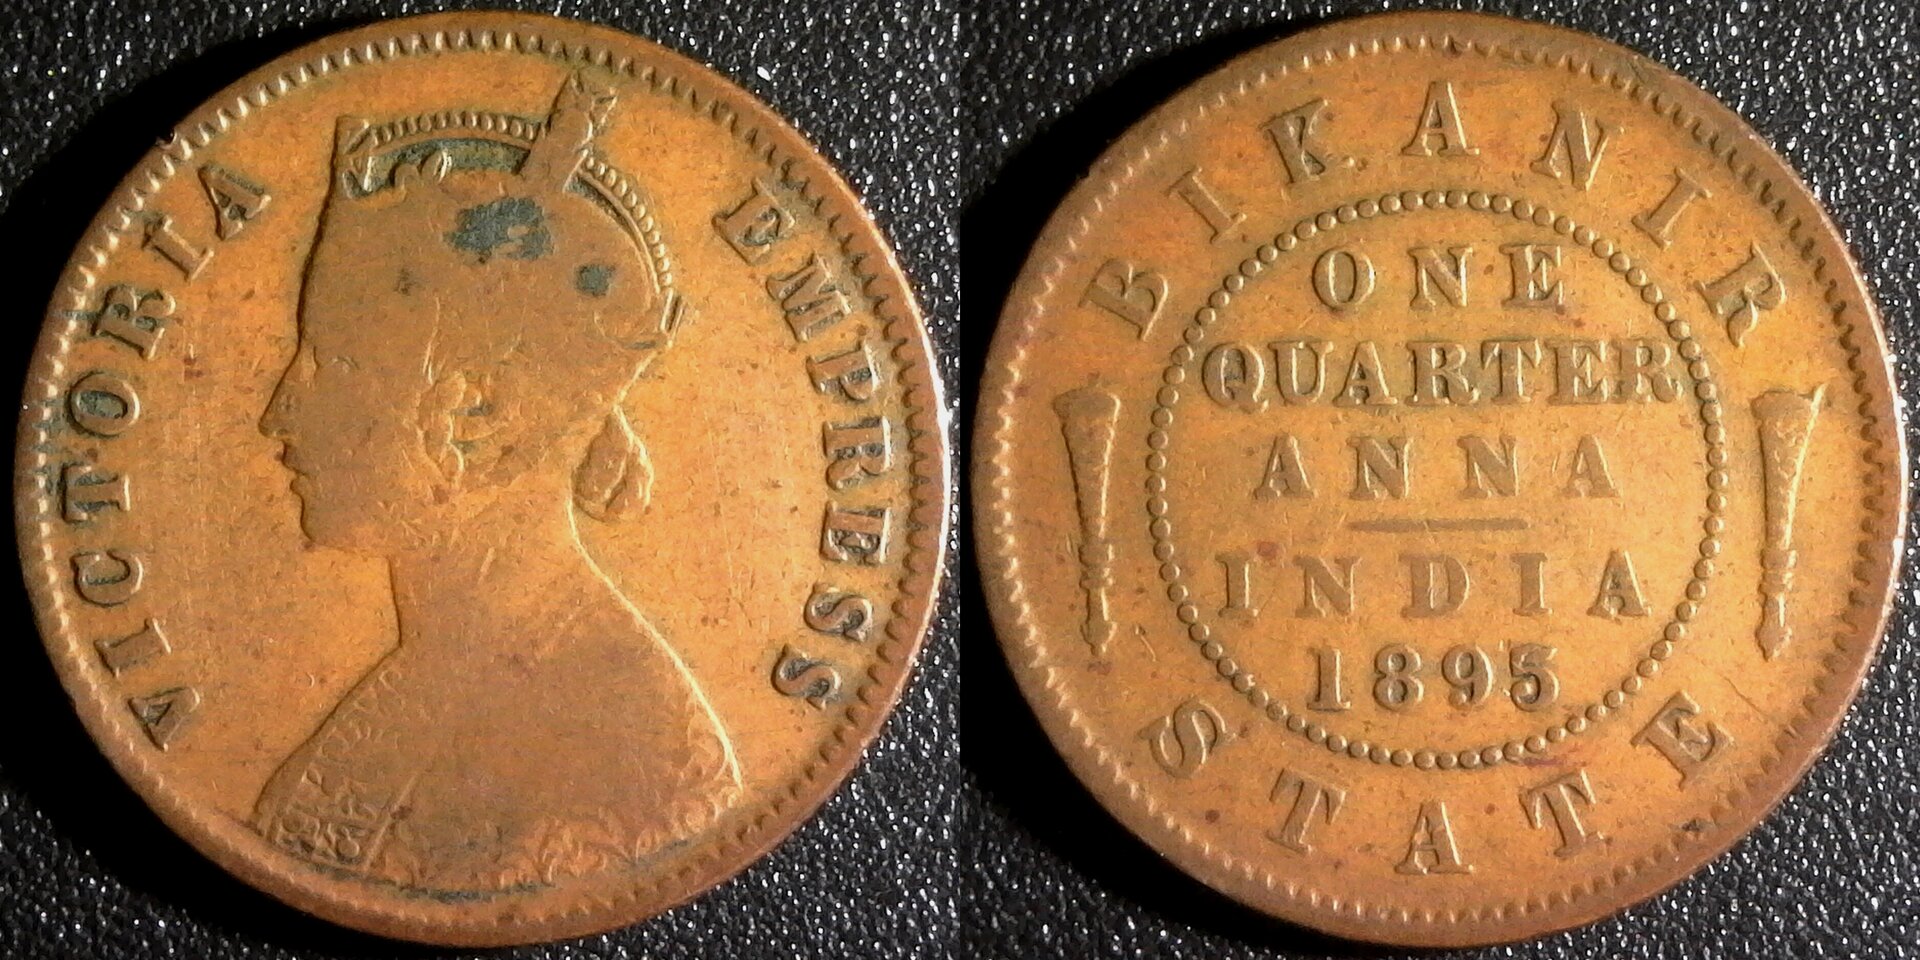 VICTORIA EMPRESS
BIKANIR
ONE
QUARTER
ANNA
INDIA
1895
STATE